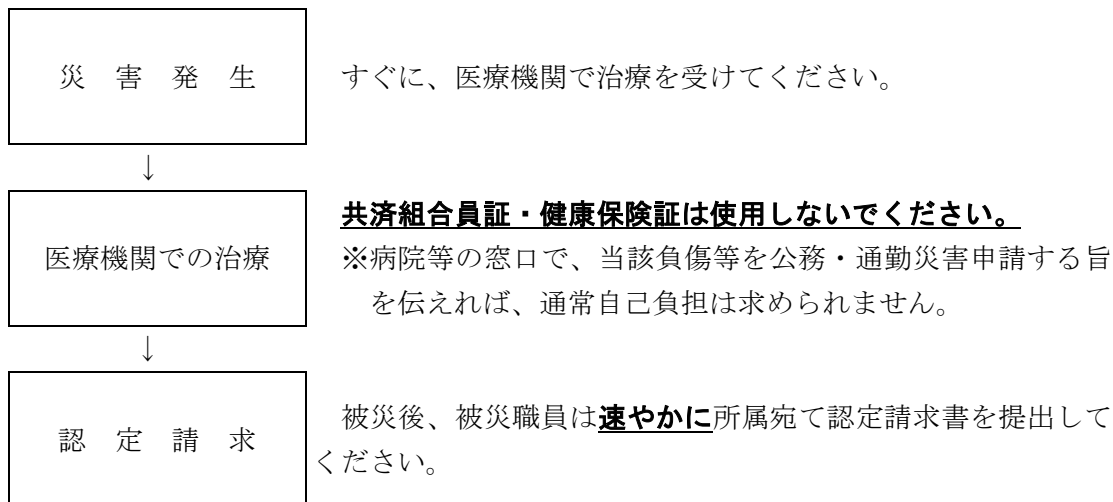 災 害 発 生
すぐに、医療機関で治療を受けてください。
↓
医療機関での治療
共済組合員証・健康保険証は使用しないでください。
※病院等の窓口で、当該負傷等を公務・通勤災害申請する旨
を伝えれば、通常自己負担は求められません。
↓
認 定 請 求
被災後、被災職員は速やかに所属宛て認定請求書を提出して
ください。